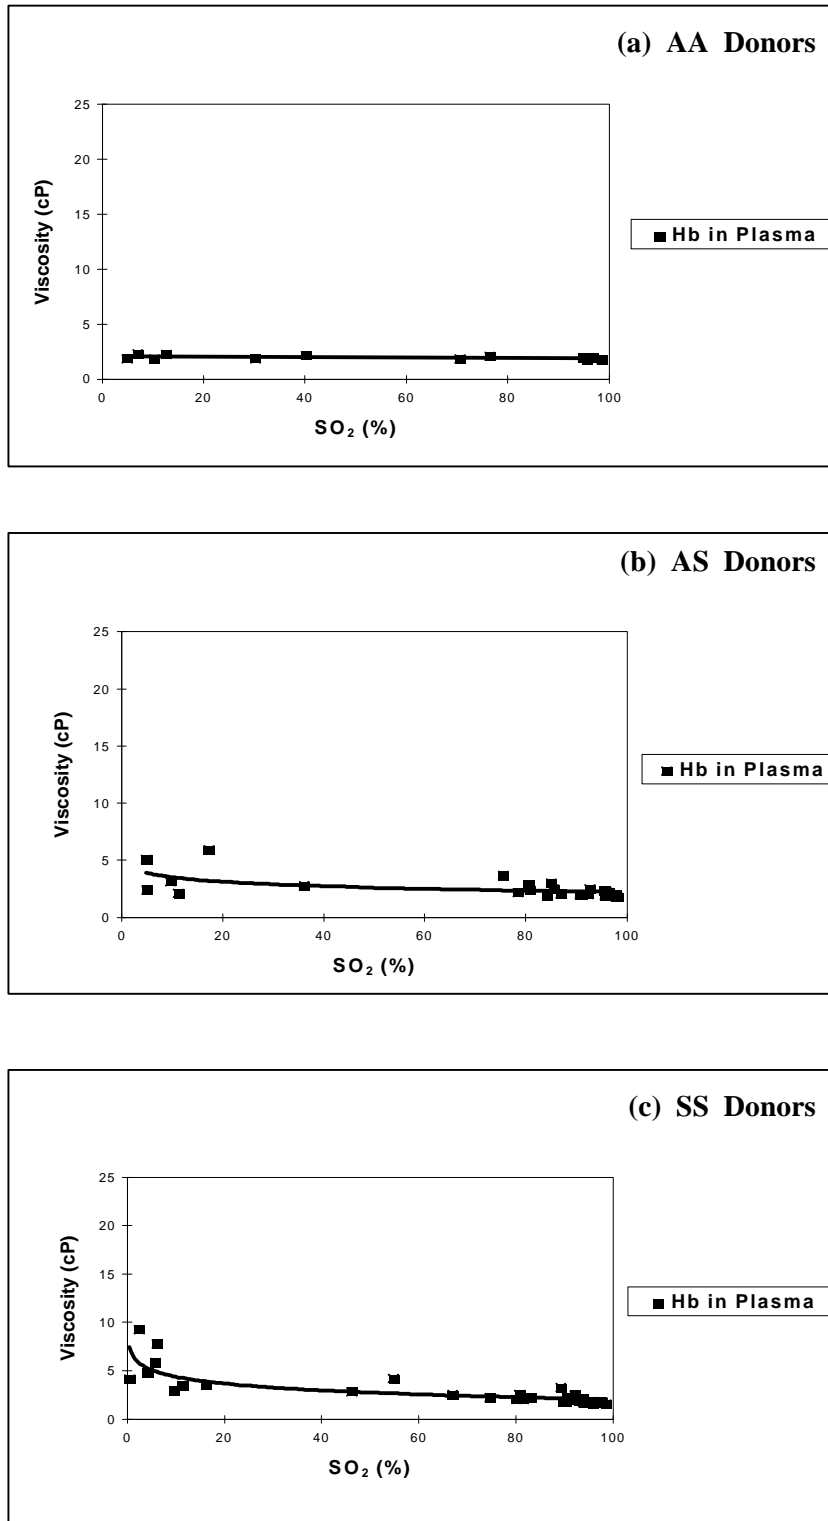 (a) AA Donors
25
20
15
10
5
0
Viscosity (cP)
0 20 40 60 80 100
SO₂ (%)
Hb in Plasma
(b) AS Donors
25
20
15
10
5
0
Viscosity (cP)
0 20 40 60 80 100
SO₂ (%)
Hb in Plasma
(c) SS Donors
25
20
15
10
5
0
Viscosity (cP)
0 20 40 60 80 100
SO₂ (%)
Hb in Plasma